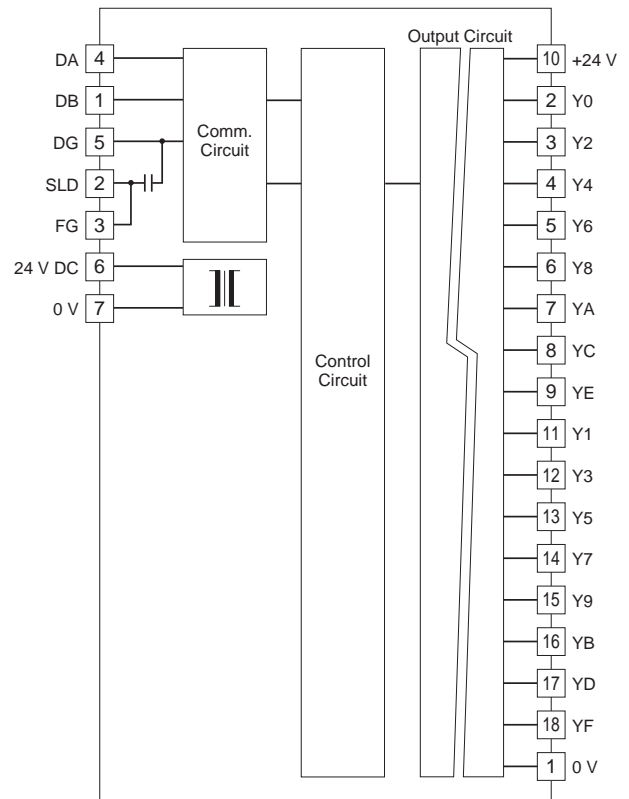 Output Circuit
DA 4
DB 1
DG 5
SLD 2
FG 3
24 V DC 6
0 V 7
Comm.
Circuit
Control
Circuit
10 +24 V
2 Y0
3 Y2
4 Y4
5 Y6
6 Y8
7 YA
8 YC
9 YE
11 Y1
12 Y3
13 Y5
14 Y7
15 Y9
16 YB
17 YD
18 YF
1 0 V